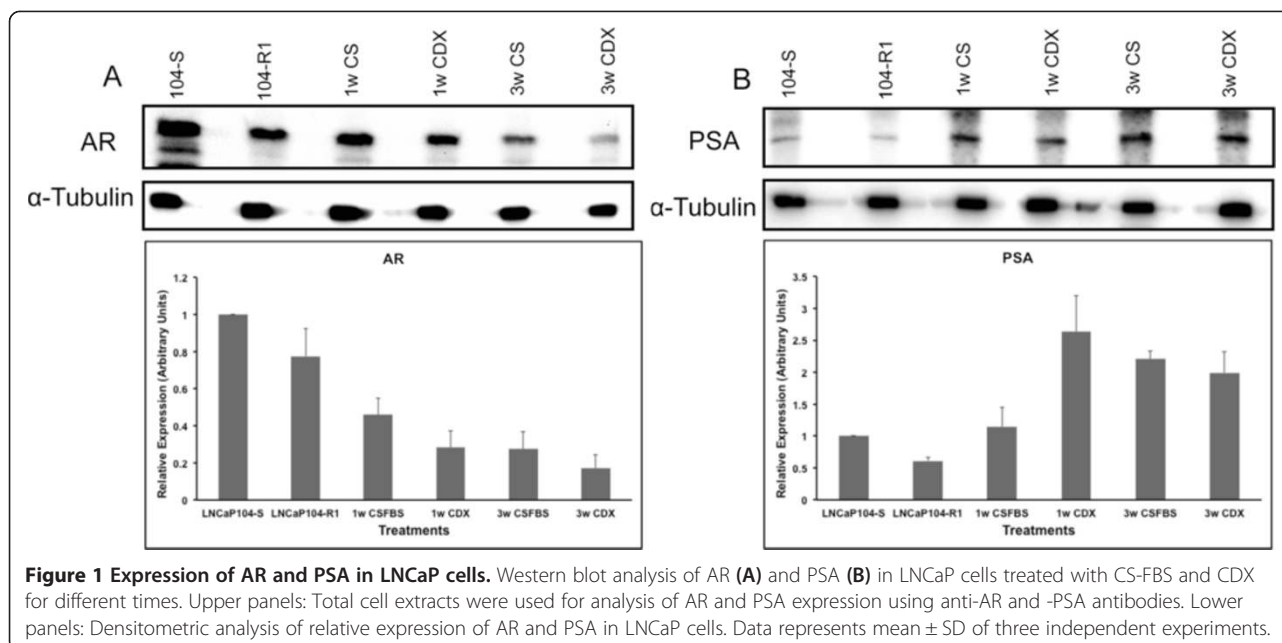 A
104-S
104-R1
1w CS
1w CDX
3w CS
3w CDX
AR
α-Tubulin
AR
Relative Expression (Arbitrary Units)
1.2
1
0.8
0.6
0.4
0.2
0
LNCaP104-S LNCaP104-R1 1w CSFBS 1w CDX 3w CSFBS 3w CDX
Treatments
B
104-S
104-R1
1w CS
1w CDX
3w CS
3w CDX
PSA
α-Tubulin
PSA
Relative Expression (Arbitrary Units)
3.5
3
2.5
2
1.5
1
0.5
0
LNCaP104-S LNCaP104-R1 1w CSFBS 1w CDX 3w CSFBS 3w CDX
Treatments
Figure 1 Expression of AR and PSA in LNCaP cells. Western blot analysis of AR (A) and PSA (B) in LNCaP cells treated with CS-FBS and CDX
for different times. Upper panels: Total cell extracts were used for analysis of AR and PSA expression using anti-AR and -PSA antibodies. Lower
panels: Densitometric analysis of relative expression of AR and PSA in LNCaP cells. Data represents mean ± SD of three independent experiments.